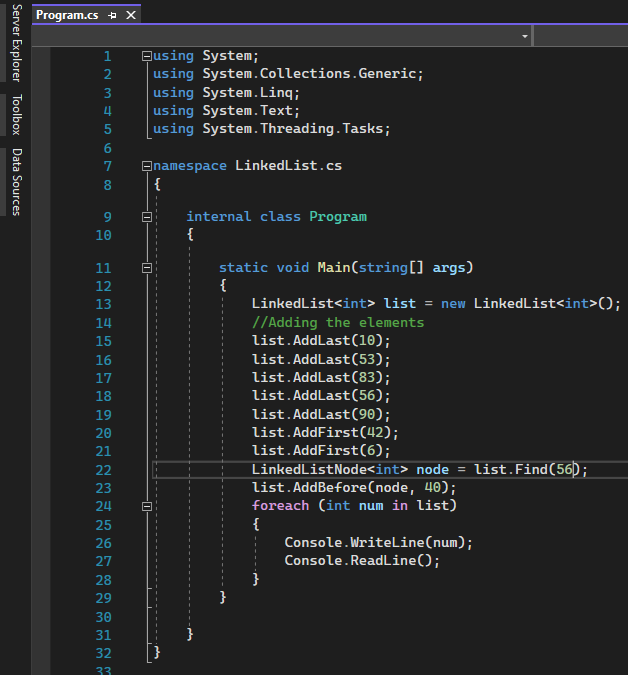 Server Explorer
Toolbox
Data Sources
Program.cs
1 using System;
2 using System.Collections.Generic;
3 using System.Linq;
4 using System.Text;
5 using System.Threading.Tasks;
6
7 namespace LinkedList.cs
8 {
9 internal class Program
10 {
11 static void Main(string[] args)
12 {
13 LinkedList<int> list = new LinkedList<int>();
14 //Adding the elements
15 list.AddLast(10);
16 list.AddLast(53);
17 list.AddLast(83);
18 list.AddLast(56);
19 list.AddLast(90);
20 list.AddFirst(42);
21 list.AddFirst(6);
22 LinkedListNode<int> node = list.Find(56);
23 list.AddBefore(node, 40);
24 foreach (int num in list)
25 {
26 Console.WriteLine(num);
27 Console.ReadLine();
28 }
29 }
30
31 }
32 }
33